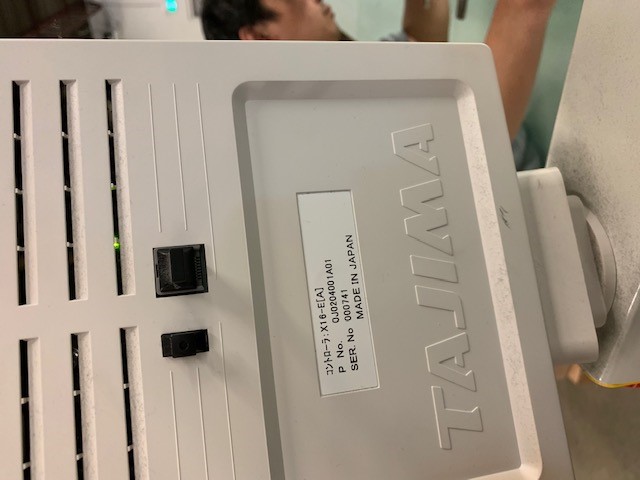 コントローラ:X16-E[A]
P No. 0J0204001A01
SER.No 000741
MADE IN JAPAN
TAJIMA